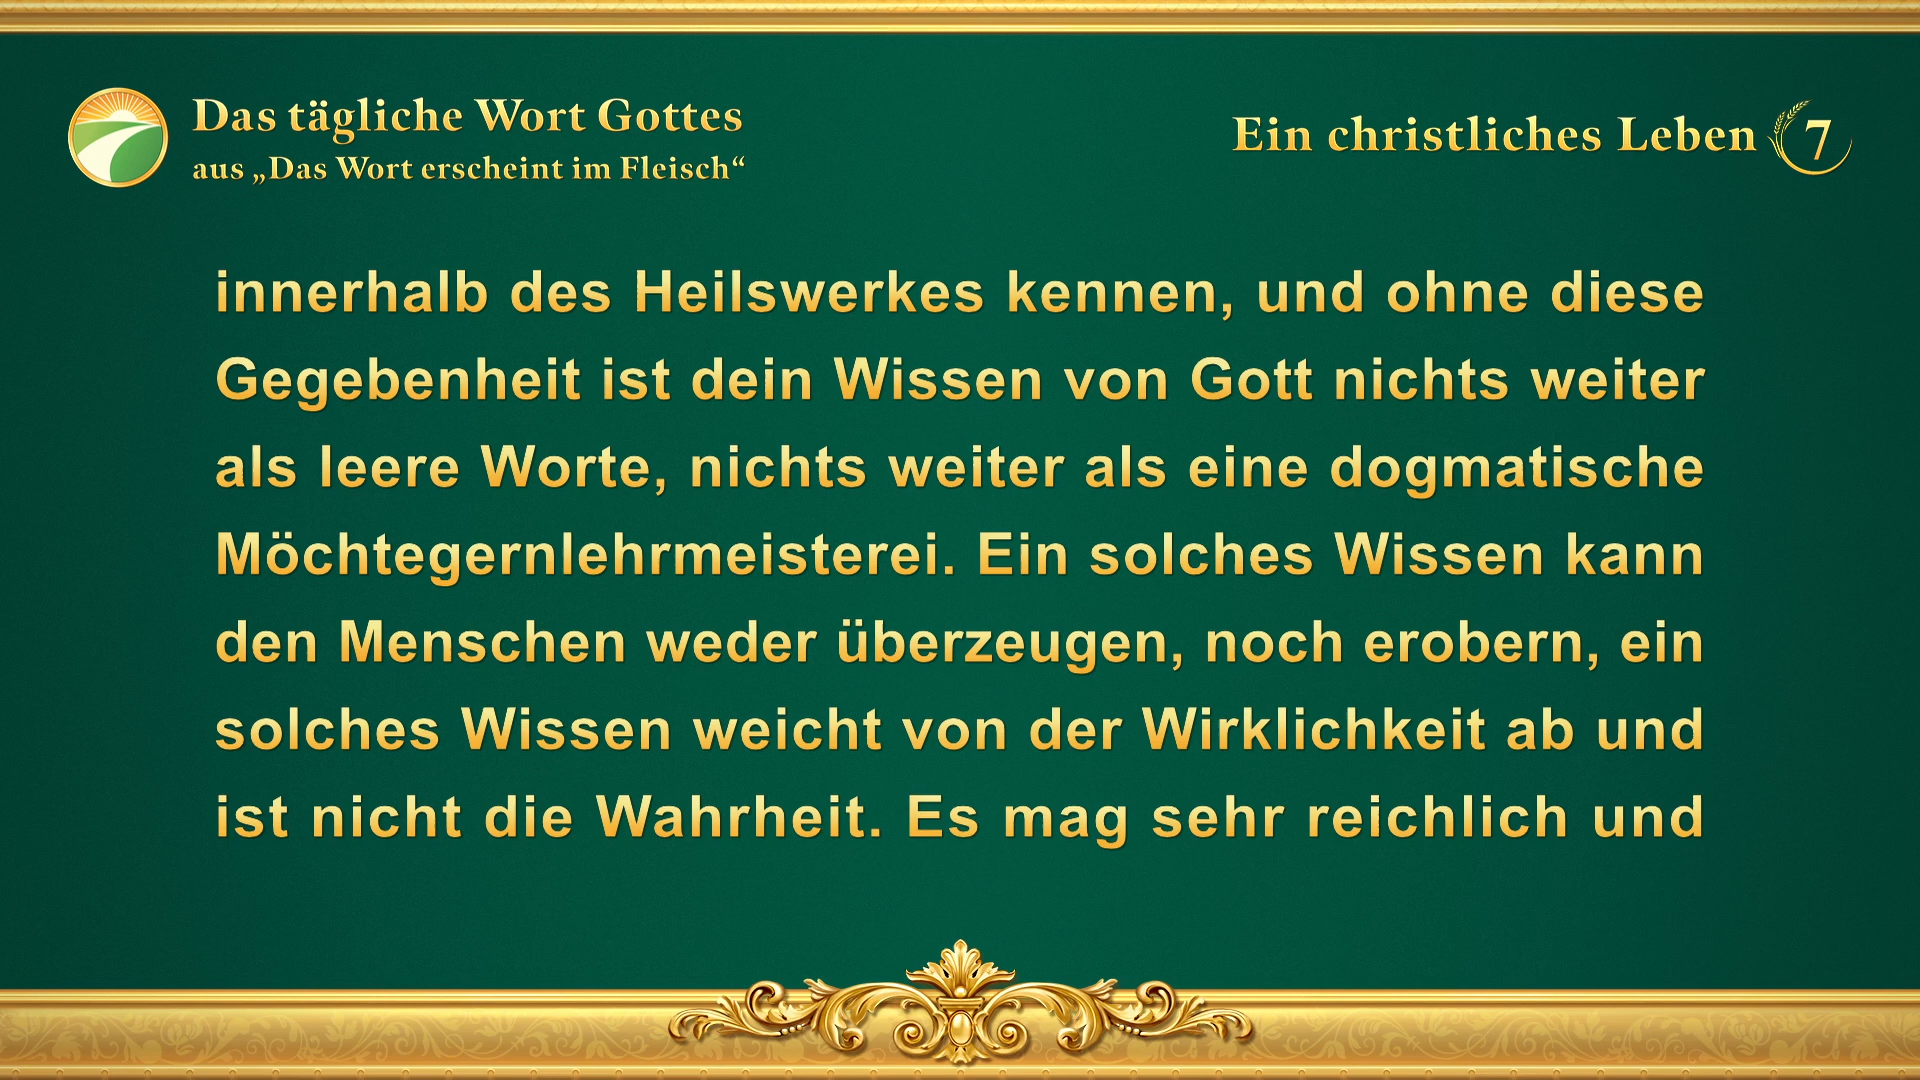 Das tägliche Wort Gottes
aus „Das Wort erscheint im Fleisch“
Ein christliches Leben 7
innerhalb des Heilswerkes kennen, und ohne diese
Gegebenheit ist dein Wissen von Gott nichts weiter
als leere Worte, nichts weiter als eine dogmatische
Möchtegernlehrmeisterei. Ein solches Wissen kann
den Menschen weder überzeugen, noch erobern, ein
solches Wissen weicht von der Wirklichkeit ab und
ist nicht die Wahrheit. Es mag sehr reichlich und